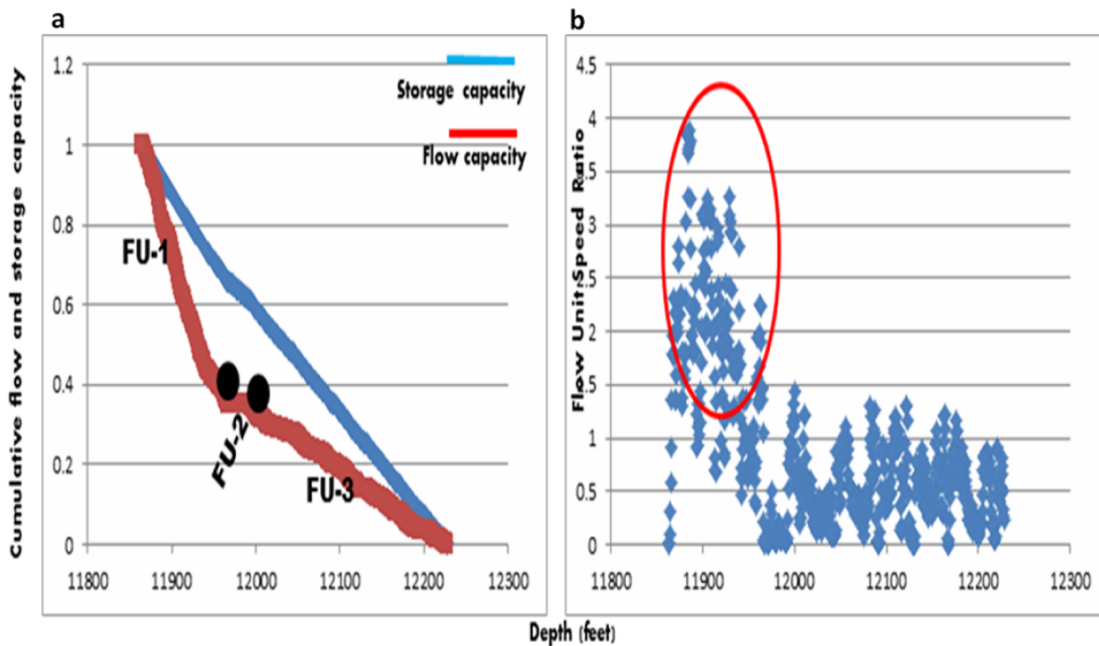 a
b
Cumulative flow and storage capacity
1.2
1
0.8
0.6
0.4
0.2
0
Storage capacity
Flow capacity
FU-1
FU-2
FU-3
11800 11900 12000 12100 12200 12300
Flow Unit Speed Ratio
4.5
4
3.5
3
2.5
2
1.5
1
0.5
0
11800 11900 12000 12100 12200 12300
Depth (feet)